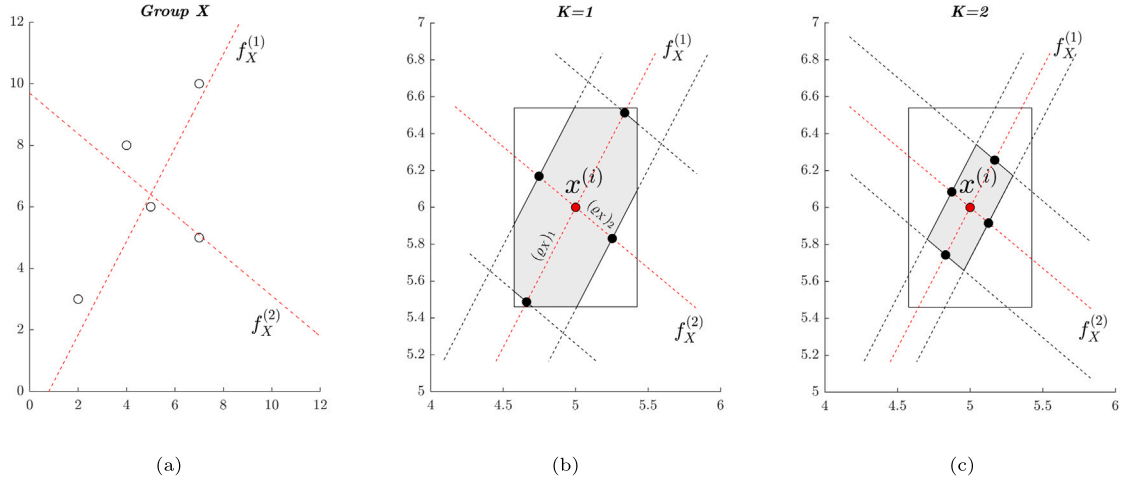 Group X
K=1
K=2
12
10
8
6
4
2
0
0 2 4 6 8 10 12
f_X^{(1)}
f_X^{(2)}
7
6.8
6.6
6.4
6.2
6
5.8
5.6
5.4
5.2
5
4 4.5 5 5.5 6
f_X^{(1)}
x^{(i)}
(ϱ_X)_1
(ϱ_X)_2
f_X^{(2)}
7
6.8
6.6
6.4
6.2
6
5.8
5.6
5.4
5.2
5
4 4.5 5 5.5 6
f_X^{(1)}
x^{(i)}
f_X^{(2)}
(a)
(b)
(c)